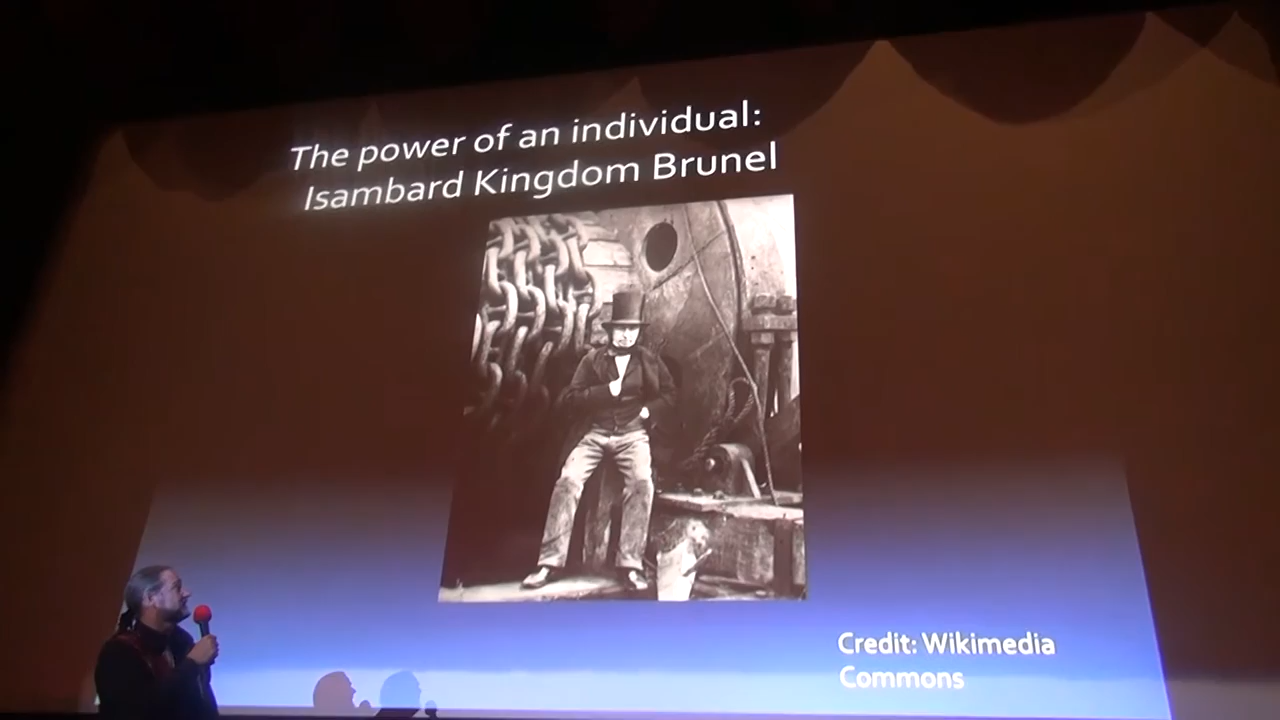 The power of an individual:
Isambard Kingdom Brunel
Credit: Wikimedia
Commons